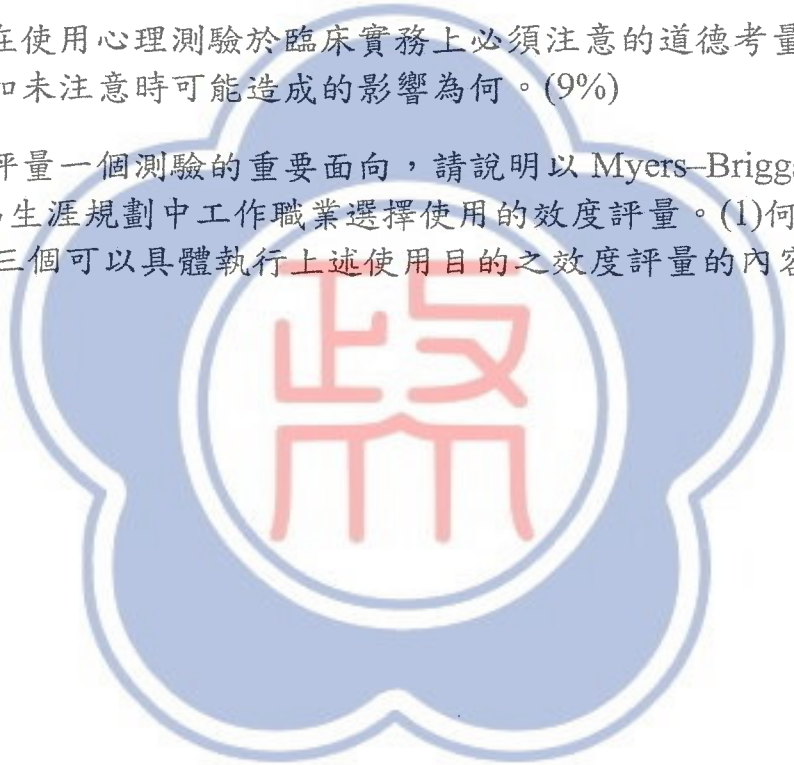 在使用心理測驗於臨床實務上必須注意的道德考量
如未注意時可能造成的影響為何。(9%)
評量一個測驗的重要面向，請說明以 Myers–Briggs
生涯規劃中工作職業選擇使用的效度評量。(1)何
三個可以具體執行上述使用目的之效度評量的內容
政大